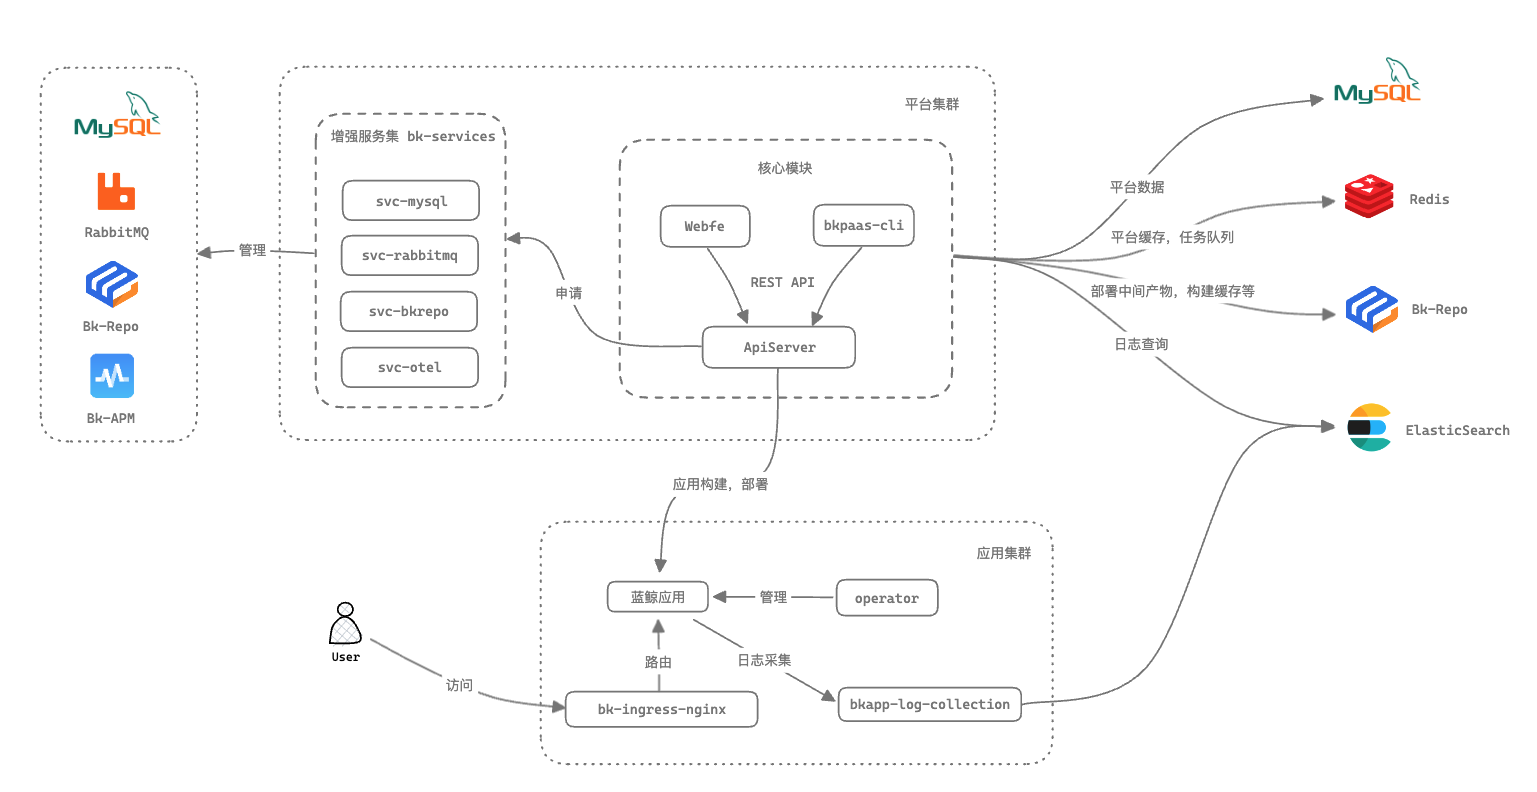 MySQL
RabbitMQ
Bk-Repo
Bk-APM
管理
平台集群
增强服务集 bk-services
svc-mysql
svc-rabbitmq
svc-bkrepo
svc-otel
申请
核心模块
Webfe
bkpaas-cli
REST API
ApiServer
平台数据
平台缓存，任务队列
部署中间产物，构建缓存等
日志查询
MySQL
Redis
Bk-Repo
ElasticSearch
应用构建，部署
应用集群
蓝鲸应用
管理
operator
路由
日志采集
User
访问
bk-ingress-nginx
bkapp-log-collection